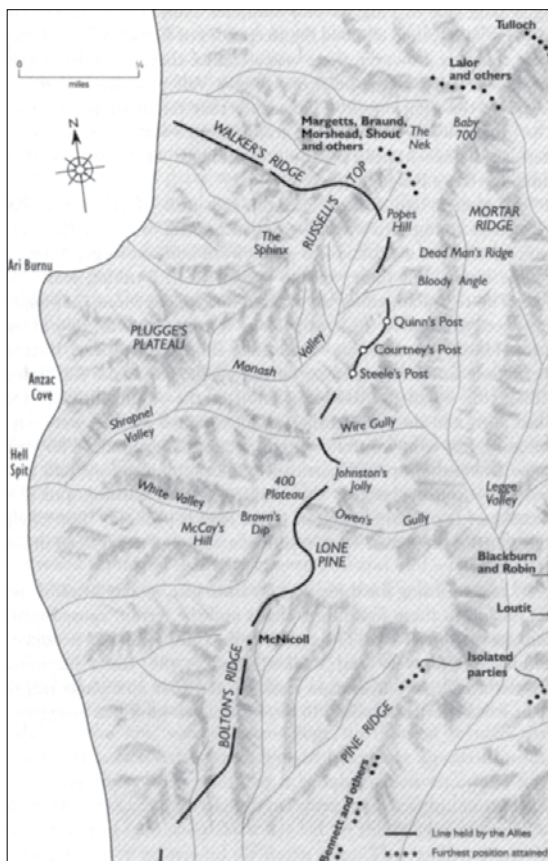 Tulloch
0 ½
miles
Lalor
and others
N
WALKER'S RIDGE
Margetts, Braund,
Morshead, Shout
and others
The
Nek
Baby
700
RUSSELL'S TOP
Popes
Hill
MORTAR
RIDGE
The
Sphinx
Dead Man's Ridge
Ari Burnu
Bloody Angle
Quinn's Post
PLUGGE'S
PLATEAU
Courtney's Post
Monash Valley
Steele's Post
Anzac
Cove
Shrapnel
Valley
Wire Gully
Hell
Spit
400
Plateau
Johnston's
Jolly
White Valley
Legge
Valley
McCay's
Hill
Brown's
Dip
Owen's Gully
LONE
PINE
Blackburn
and Robin
Loutit
McNicoll
Isolated
parties
BOLTON'S RIDGE
PINE RIDGE
Bennett and others
Line held by the Allies
Furthest position attained